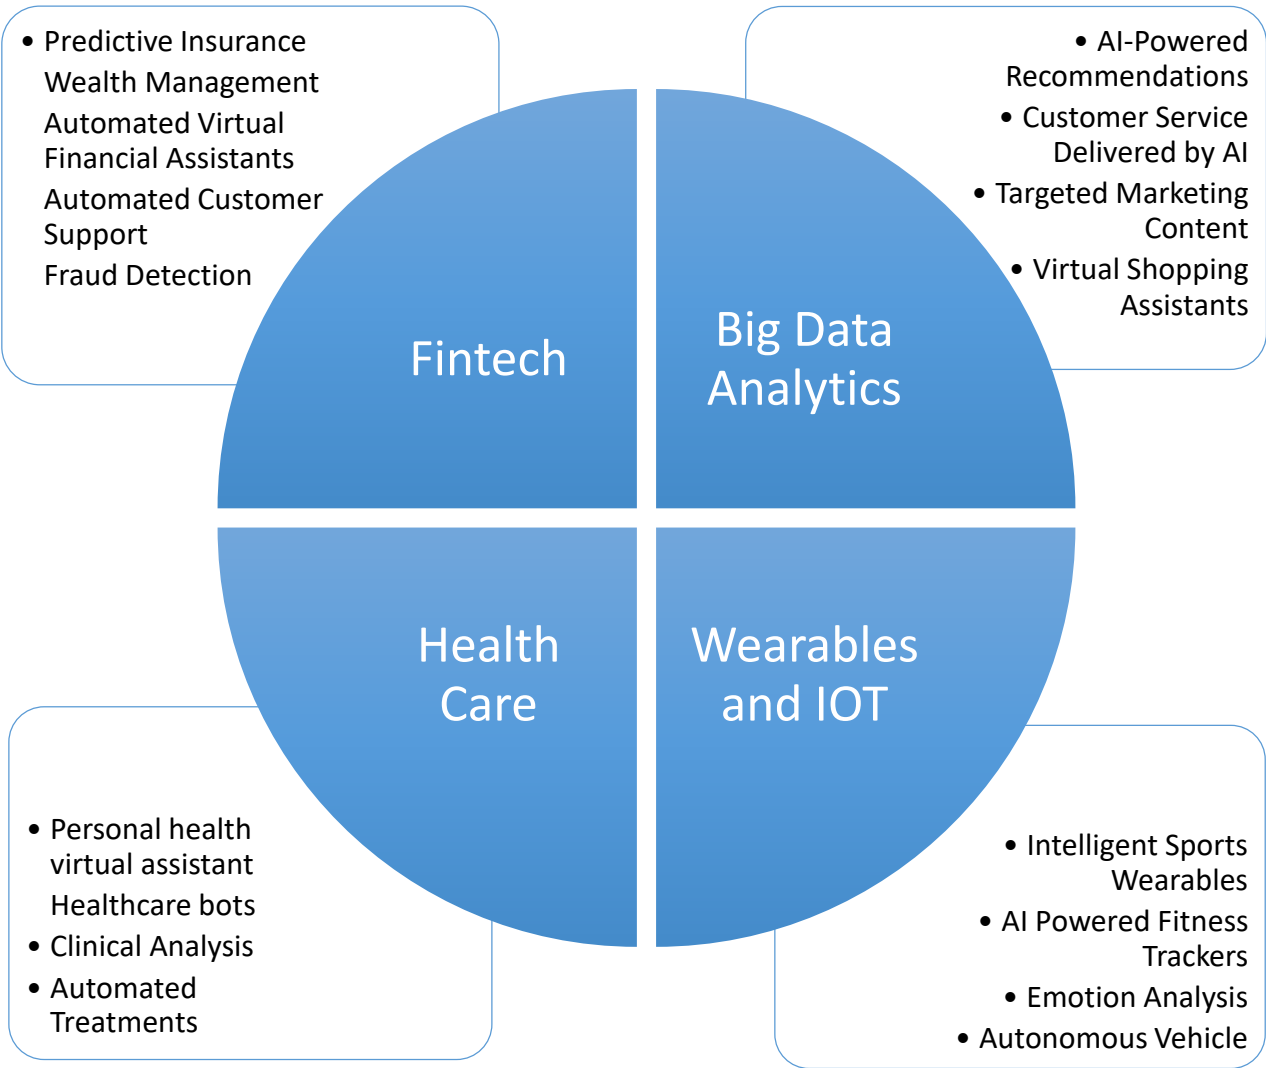 • Predictive Insurance
Wealth Management
Automated Virtual
Financial Assistants
Automated Customer
Support
Fraud Detection
• AI-Powered
Recommendations
• Customer Service
Delivered by AI
• Targeted Marketing
Content
• Virtual Shopping
Assistants
Fintech
Big Data
Analytics
Health
Care
Wearables
and IOT
• Personal health
virtual assistant
Healthcare bots
• Clinical Analysis
• Automated
Treatments
• Intelligent Sports
Wearables
• AI Powered Fitness
Trackers
• Emotion Analysis
• Autonomous Vehicle